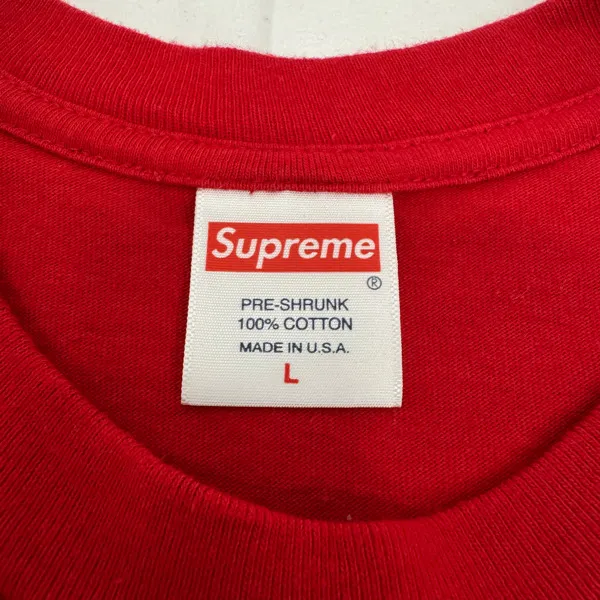 Supreme
®
PRE-SHRUNK
100% COTTON
MADE IN U.S.A.
L